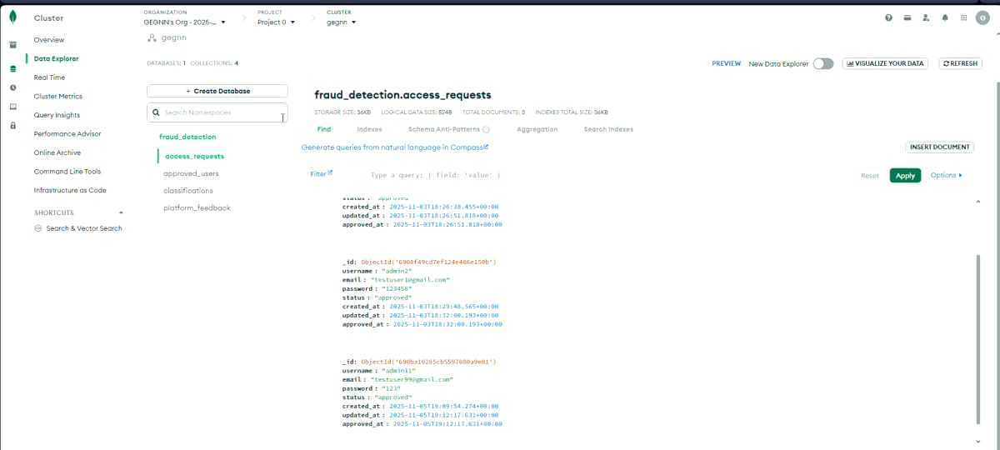 Cluster
ORGANIZATION
GEGNN's Org - 2025-...
PROJECT
Project 0
CLUSTER
gegnn
Overview
Data Explorer
Real Time
Cluster Metrics
Query Insights
Performance Advisor
Online Archive
Command Line Tools
Infrastructure as Code
SHORTCUTS
Search & Vector Search
gegnn
DATABASES: 1 COLLECTIONS: 4
PREVIEW New Data Explorer
VISUALIZE YOUR DATA
REFRESH
+ Create Database
Search Namespaces
fraud_detection
access_requests
approved_users
classifications
platform_feedback
fraud_detection.access_requests
STORAGE SIZE: 36KB LOGICAL DATA SIZE: 524B TOTAL DOCUMENTS: 3 INDEXES TOTAL SIZE: 36KB
Find Indexes Schema Anti-Patterns Aggregation Search Indexes
Generate queries from natural language in Compass
INSERT DOCUMENT
Filter
Type a query: { field: 'value' }
Reset
Apply
Options
status : "approved"
created_at : 2025-11-03T18:26:38.455+00:00
updated_at : 2025-11-03T18:26:51.818+00:00
approved_at : 2025-11-03T18:26:51.818+00:00
_id: ObjectId('6908f49cd7ef124e406e150b')
username : "admin2"
email : "testuser1@gmail.com"
password : "123456"
status : "approved"
created_at : 2025-11-03T18:29:48.565+00:00
updated_at : 2025-11-03T18:32:00.193+00:00
approved_at : 2025-11-03T18:32:00.193+00:00
_id: ObjectId('690ba10285cb5597080a9e01')
username : "admin11"
email : "testuser99@gmail.com"
password : "123"
status : "approved"
created_at : 2025-11-05T19:09:54.274+00:00
updated_at : 2025-11-05T19:12:17.631+00:00
approved_at : 2025-11-05T19:12:17.631+00:00